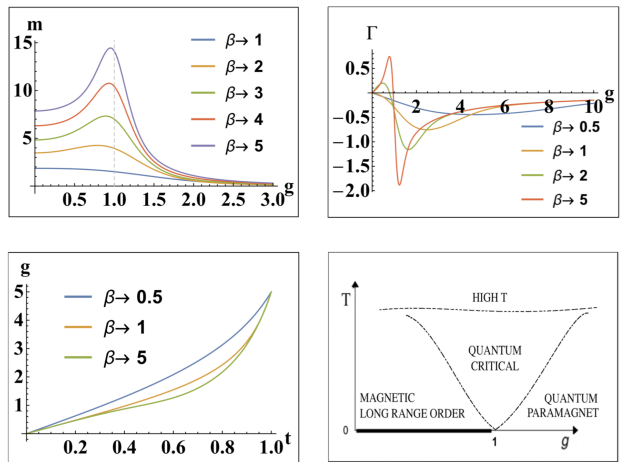 m
15
10
5
0.5 1.0 1.5 2.0 2.5 3.0 g
β→ 1
β→ 2
β→ 3
β→ 4
β→ 5
Γ
0.5
-0.5
-1.0
-1.5
-2.0
2 4 6 8 10 g
β→ 0.5
β→ 1
β→ 2
β→ 5
g
5
4
3
2
1
0.2 0.4 0.6 0.8 1.0 t
β→ 0.5
β→ 1
β→ 5
T
HIGH T
QUANTUM
CRITICAL
MAGNETIC
LONG RANGE ORDER
QUANTUM
PARAMAGNET
0
1
g